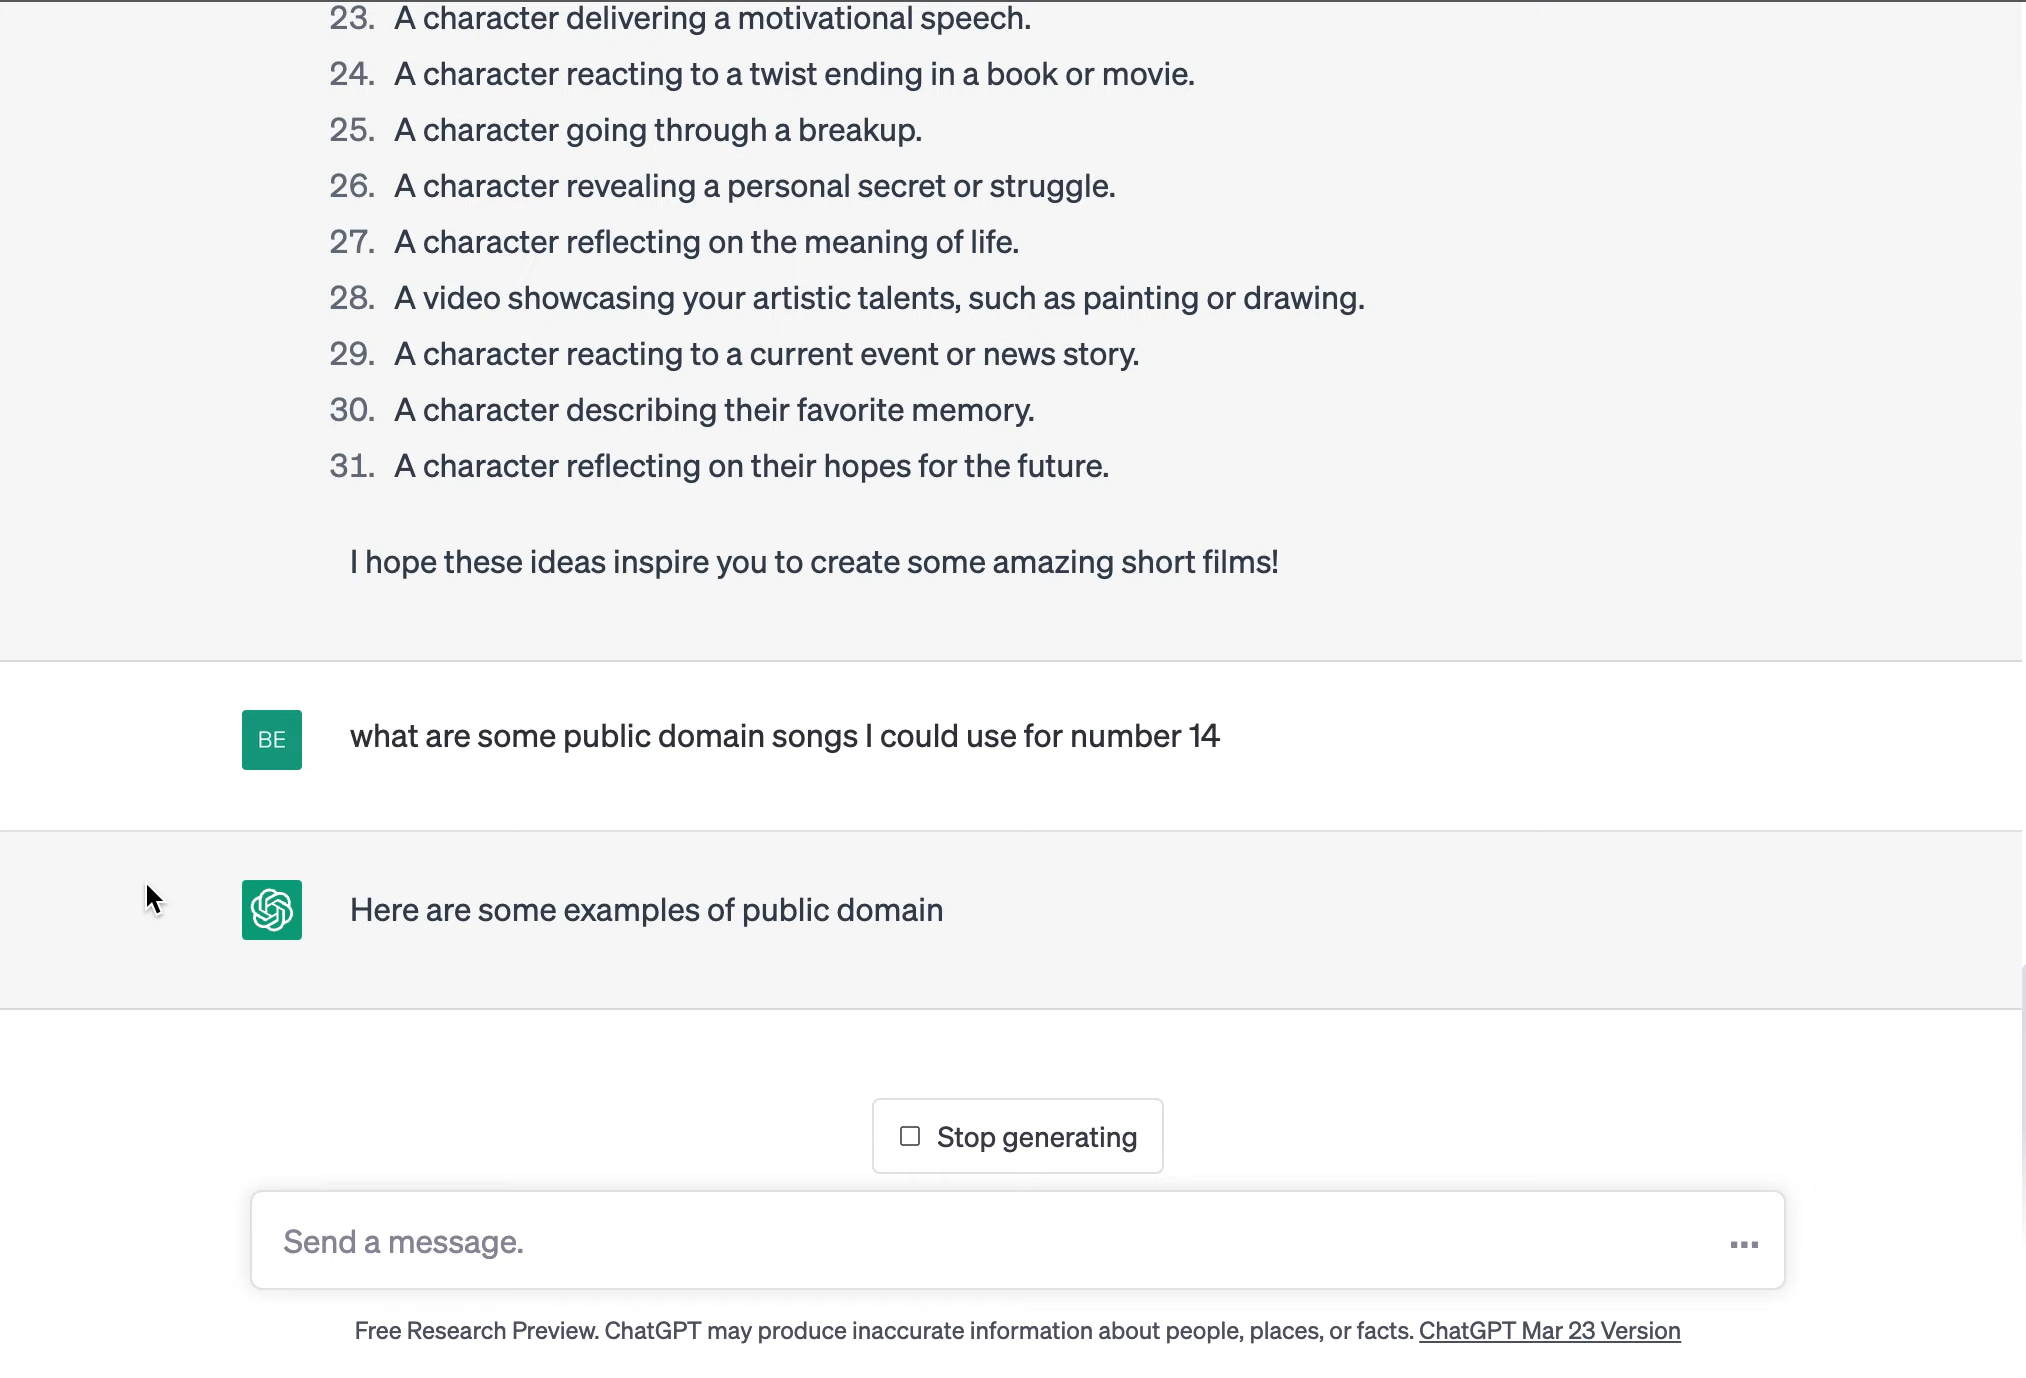 23. A character delivering a motivational speech.
24. A character reacting to a twist ending in a book or movie.
25. A character going through a breakup.
26. A character revealing a personal secret or struggle.
27. A character reflecting on the meaning of life.
28. A video showcasing your artistic talents, such as painting or drawing.
29. A character reacting to a current event or news story.
30. A character describing their favorite memory.
31. A character reflecting on their hopes for the future.
I hope these ideas inspire you to create some amazing short films!
BE what are some public domain songs I could use for number 14
Here are some examples of public domain
Stop generating
Send a message.
Free Research Preview. ChatGPT may produce inaccurate information about people, places, or facts. ChatGPT Mar 23 Version